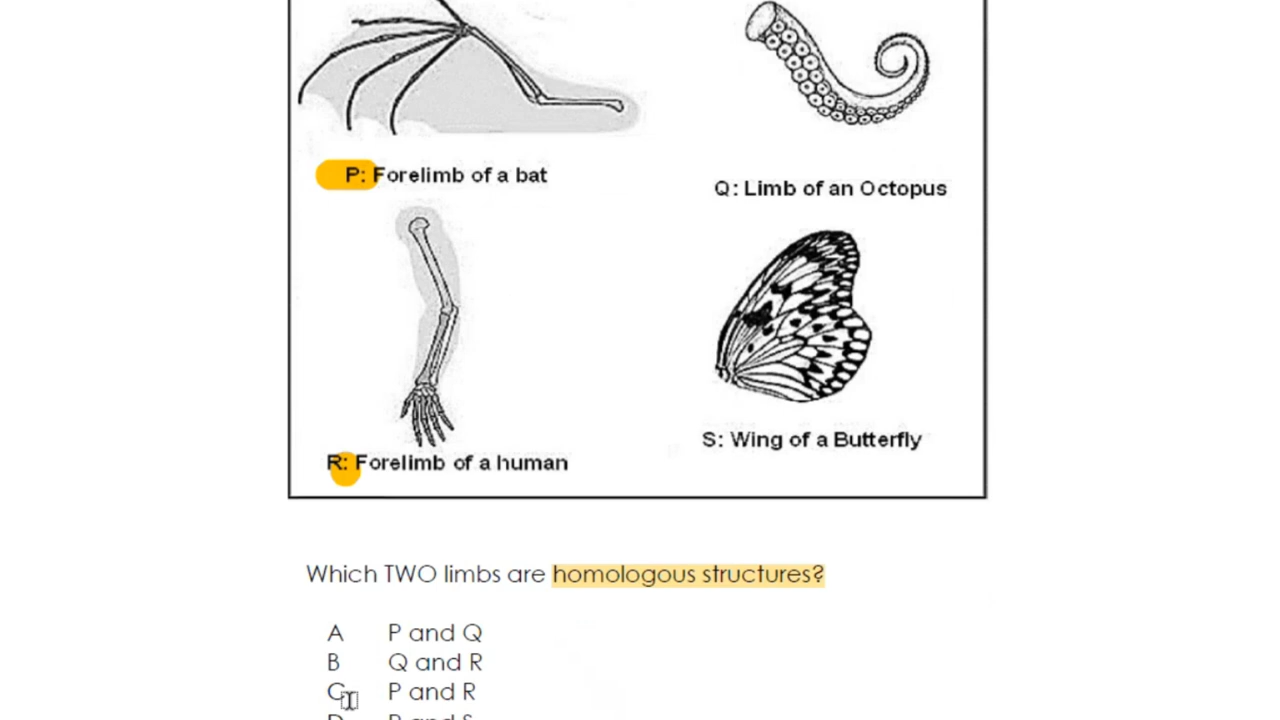 P: Forelimb of a bat
Q: Limb of an Octopus
R: Forelimb of a human
S: Wing of a Butterfly
Which TWO limbs are homologous structures?
A P and Q
B Q and R
C P and R